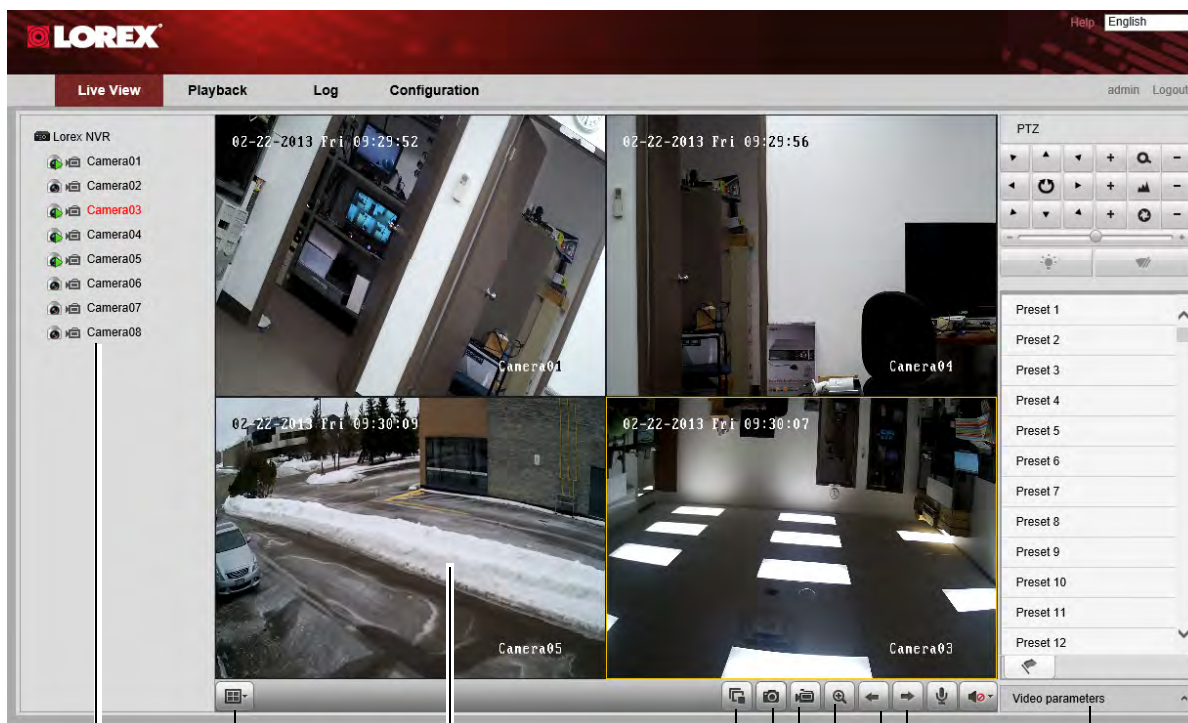 LOREX
Help English
Live View Playback Log Configuration
admin Logout
Lorex NVR
Camera01
Camera02
Camera03
Camera04
Camera05
Camera06
Camera07
Camera08
02-22-2013 Fri 09:29:52
Camera01
02-22-2013 Fri 09:29:56
Camera04
02-22-2013 Fri 09:30:09
Camera05
02-22-2013 Fri 09:30:07
Camera03
PTZ
Preset 1
Preset 2
Preset 3
Preset 4
Preset 5
Preset 6
Preset 7
Preset 8
Preset 9
Preset 10
Preset 11
Preset 12
Video parameters